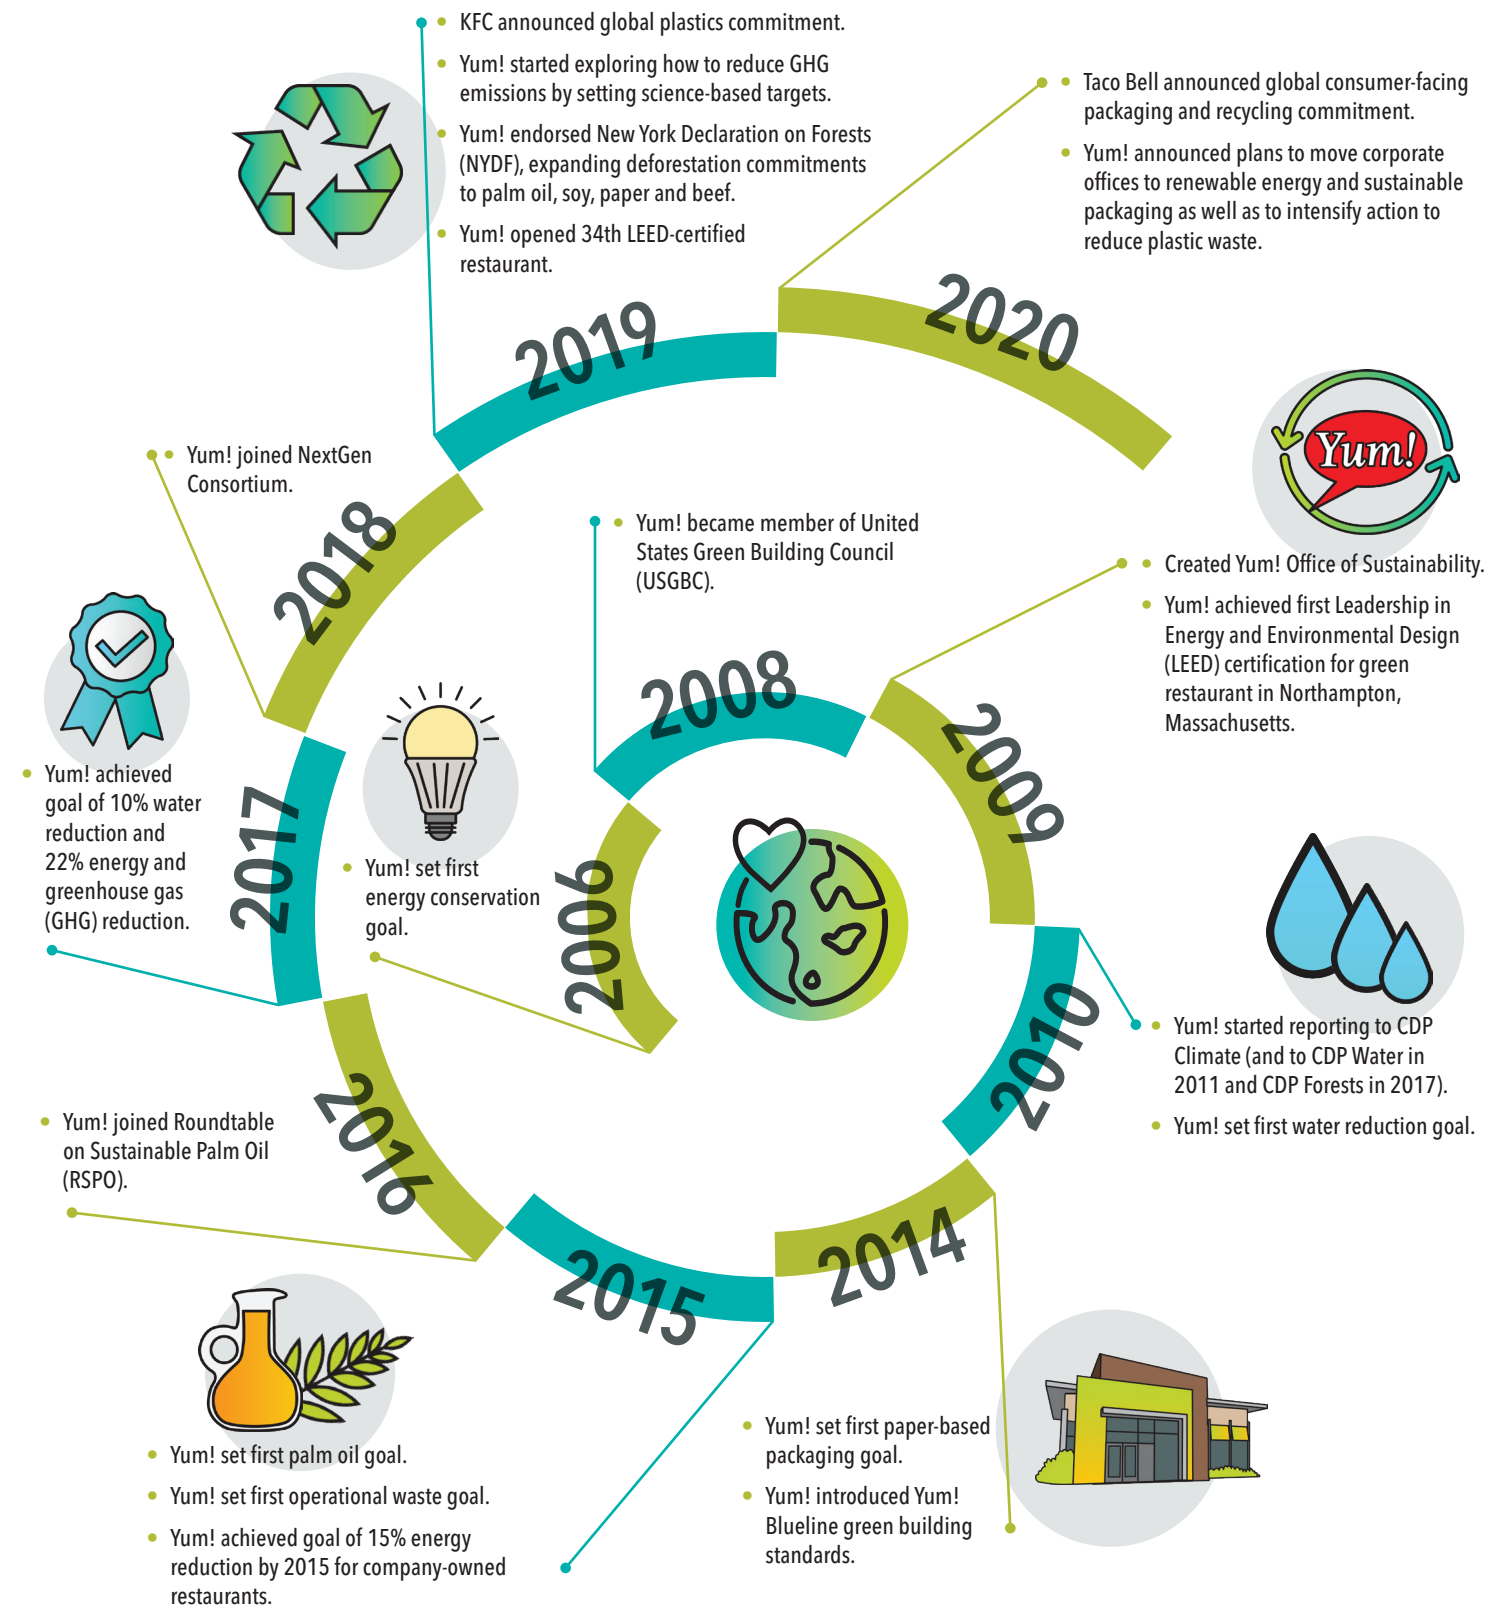 • KFC announced global plastics commitment.
• Yum! started exploring how to reduce GHG
emissions by setting science-based targets.
• Yum! endorsed New York Declaration on Forests
(NYDF), expanding deforestation commitments
to palm oil, soy, paper and beef.
• Yum! opened 34th LEED-certified
restaurant.
2019
• Taco Bell announced global consumer-facing
packaging and recycling commitment.
• Yum! announced plans to move corporate
offices to renewable energy and sustainable
packaging as well as to intensify action to
reduce plastic waste.
2020
Yum!
• Yum! joined NextGen
Consortium.
2018
• Yum! became member of United
States Green Building Council
(USGBC).
2008
• Created Yum! Office of Sustainability.
• Yum! achieved first Leadership in
Energy and Environmental Design
(LEED) certification for green
restaurant in Northampton,
Massachusetts.
2009
• Yum! achieved
goal of 10% water
reduction and
22% energy and
greenhouse gas
(GHG) reduction.
2017
• Yum! set first
energy conservation
goal.
2006
• Yum! started reporting to CDP
Climate (and to CDP Water in
2011 and CDP Forests in 2017).
• Yum! set first water reduction goal.
2010
• Yum! joined Roundtable
on Sustainable Palm Oil
(RSPO).
2016
2015
2014
• Yum! set first palm oil goal.
• Yum! set first operational waste goal.
• Yum! achieved goal of 15% energy
reduction by 2015 for company-owned
restaurants.
• Yum! set first paper-based
packaging goal.
• Yum! introduced Yum!
Blueline green building
standards.